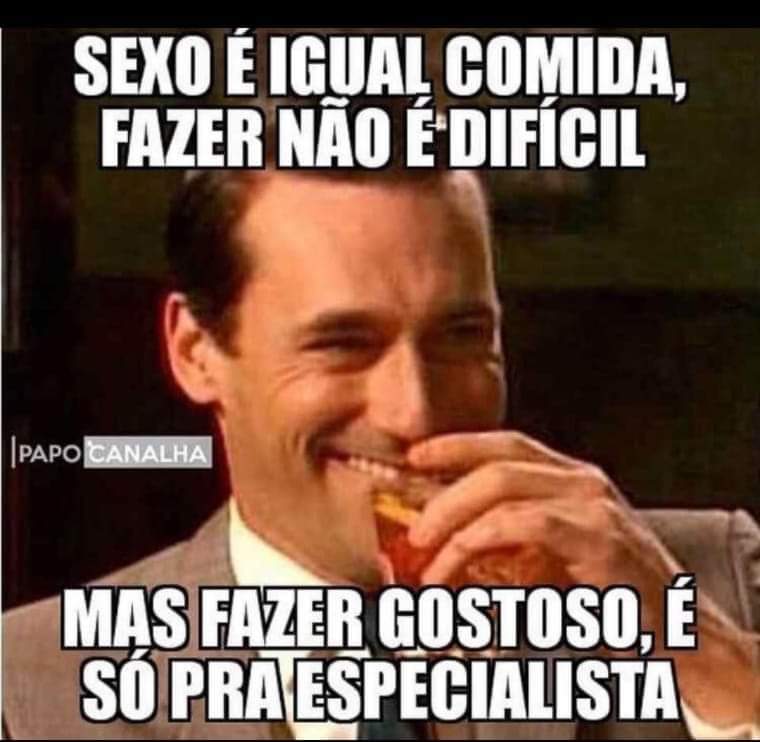 SEXO É IGUAL COMIDA,
FAZER NÃO É DIFÍCIL
|PAPO CANALHA
MAS FAZER GOSTOSO, É
SÓ PRA ESPECIALISTA